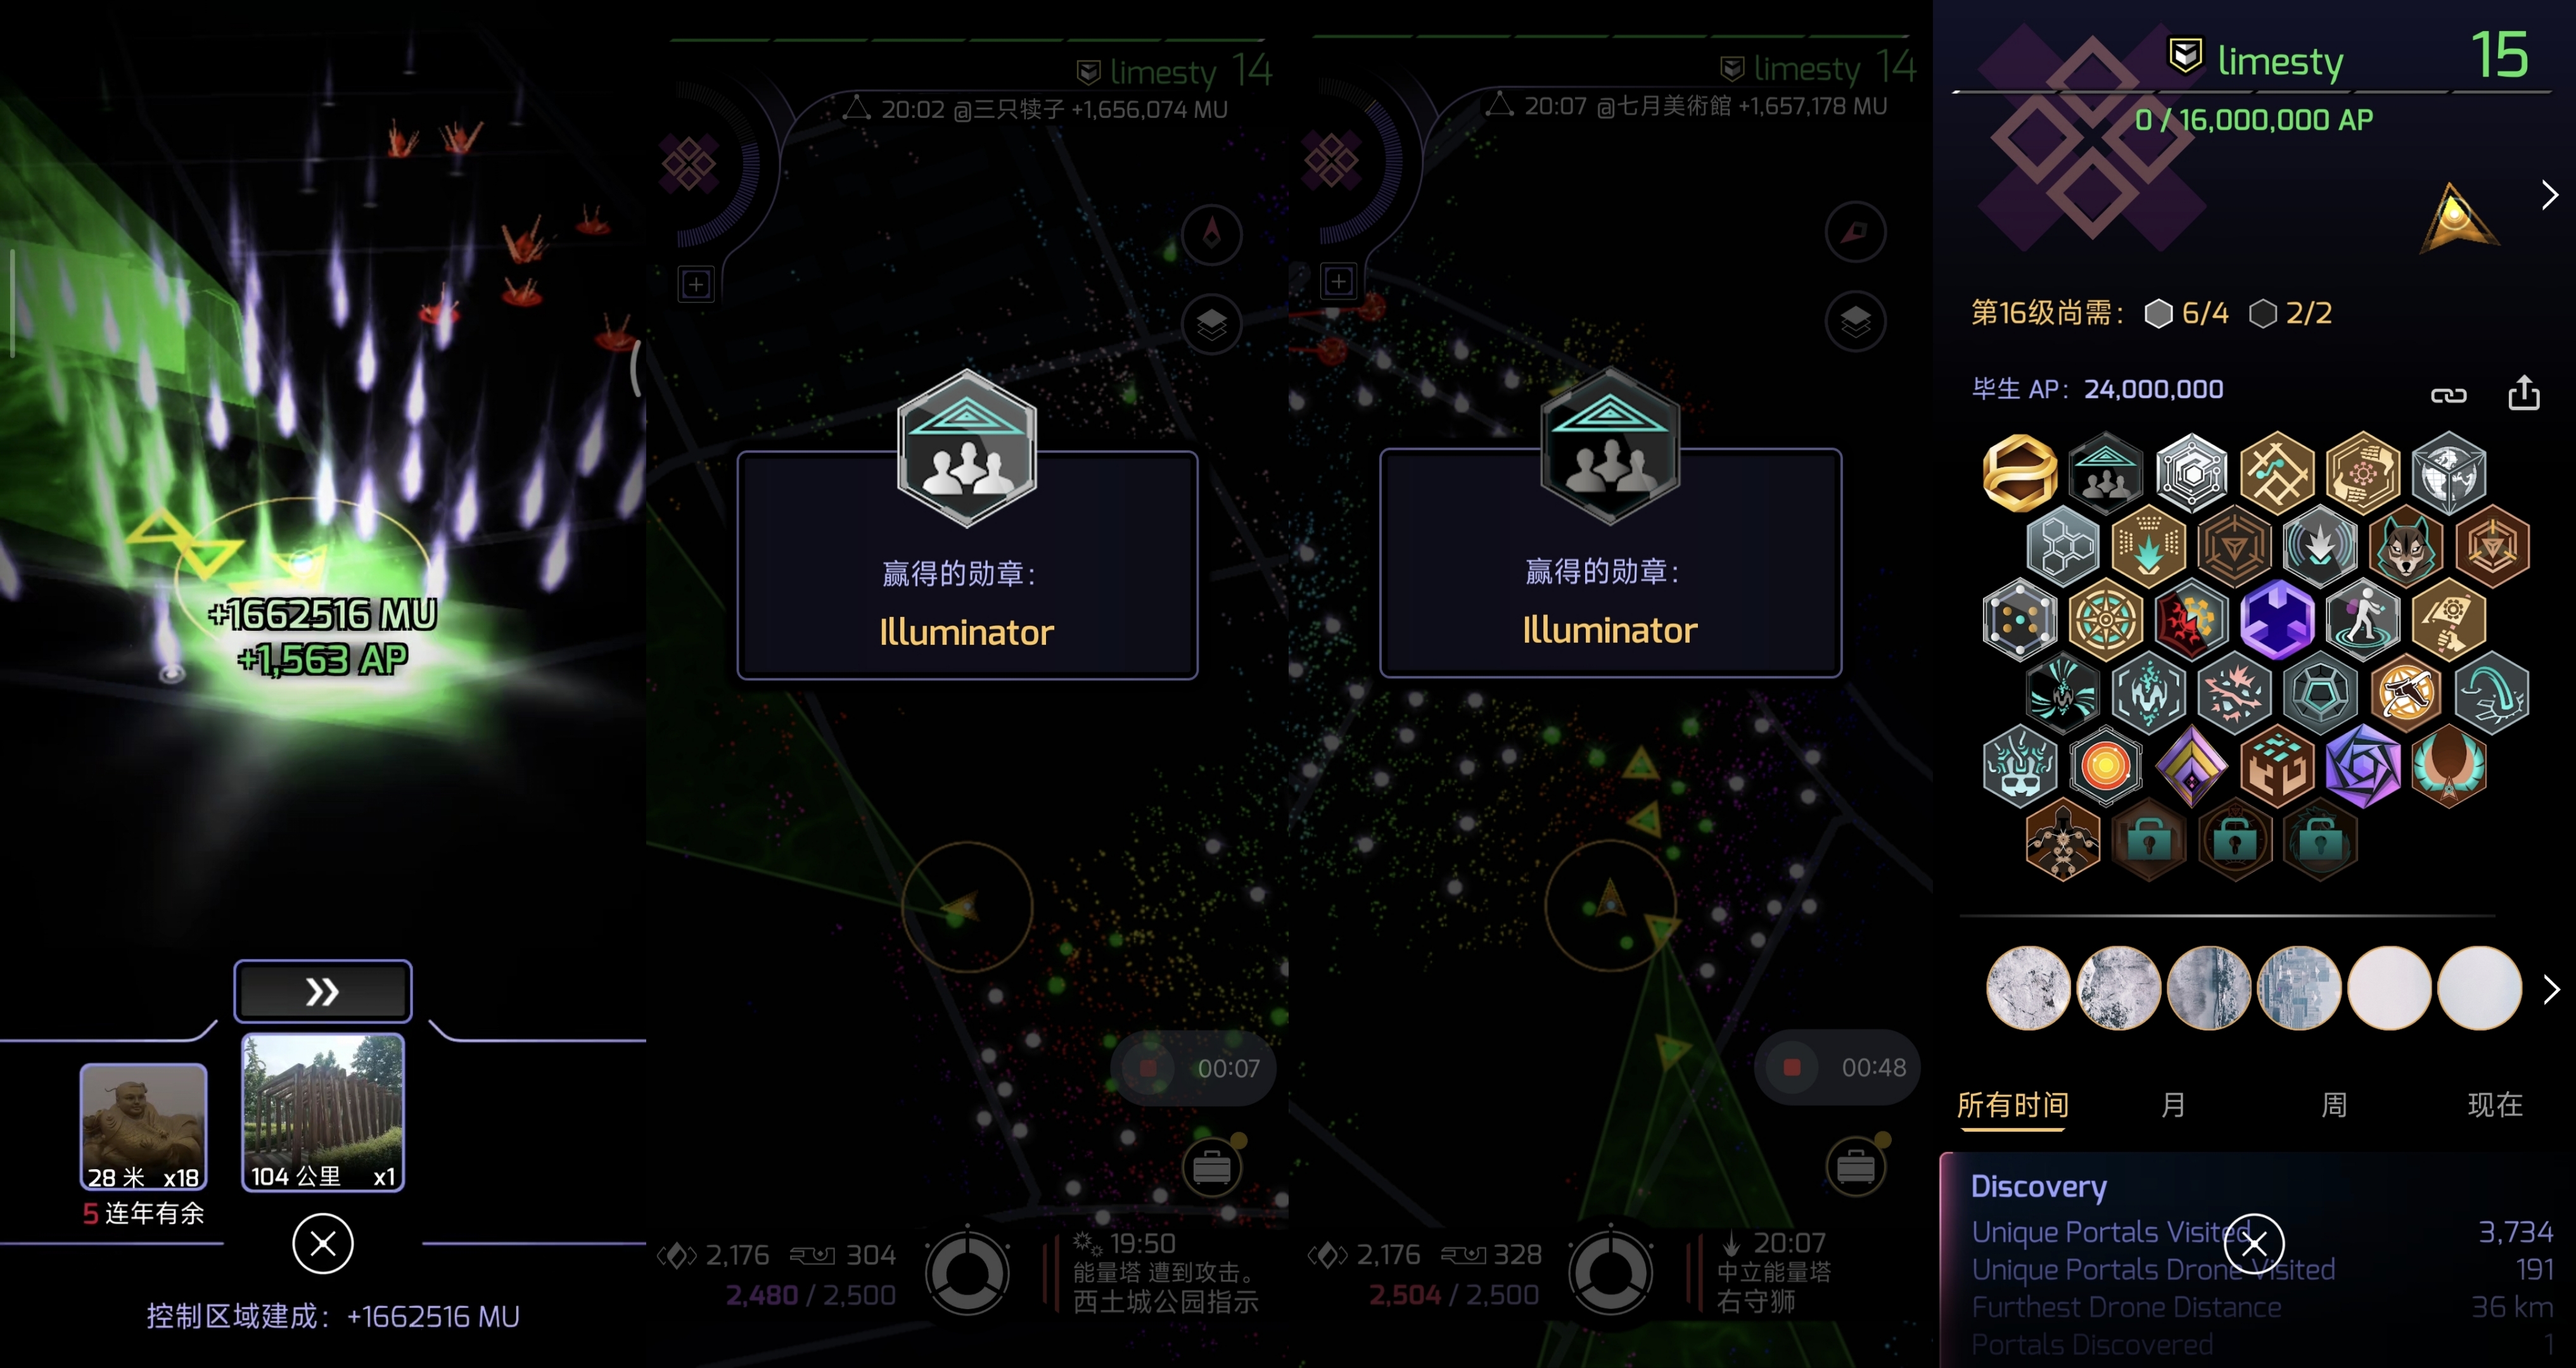 +1662516 MU
+1,563 AP
28 米 x18
104 公里 x1
5 连年有余
控制区域建成：+1662516 MU
limesty 14
20:02 @三只犊子 +1,656,074 MU
赢得的勋章：
Illuminator
00:07
2,176 304
2,480 / 2,500
19:50
能量塔 遭到攻击。
西土城公园指示
limesty 14
20:07 @七月美術館 +1,657,178 MU
赢得的勋章：
Illuminator
00:48
2,176 328
2,504 / 2,500
20:07
中立能量塔
右守狮
limesty 15
0 / 16,000,000 AP
第16级尚需： 6/4 2/2
毕生 AP： 24,000,000
所有时间 月 周 现在
Discovery
Unique Portals Visited 3,734
Unique Portals Drone Visited 191
Furthest Drone Distance 36 km
Portals Discovered 1